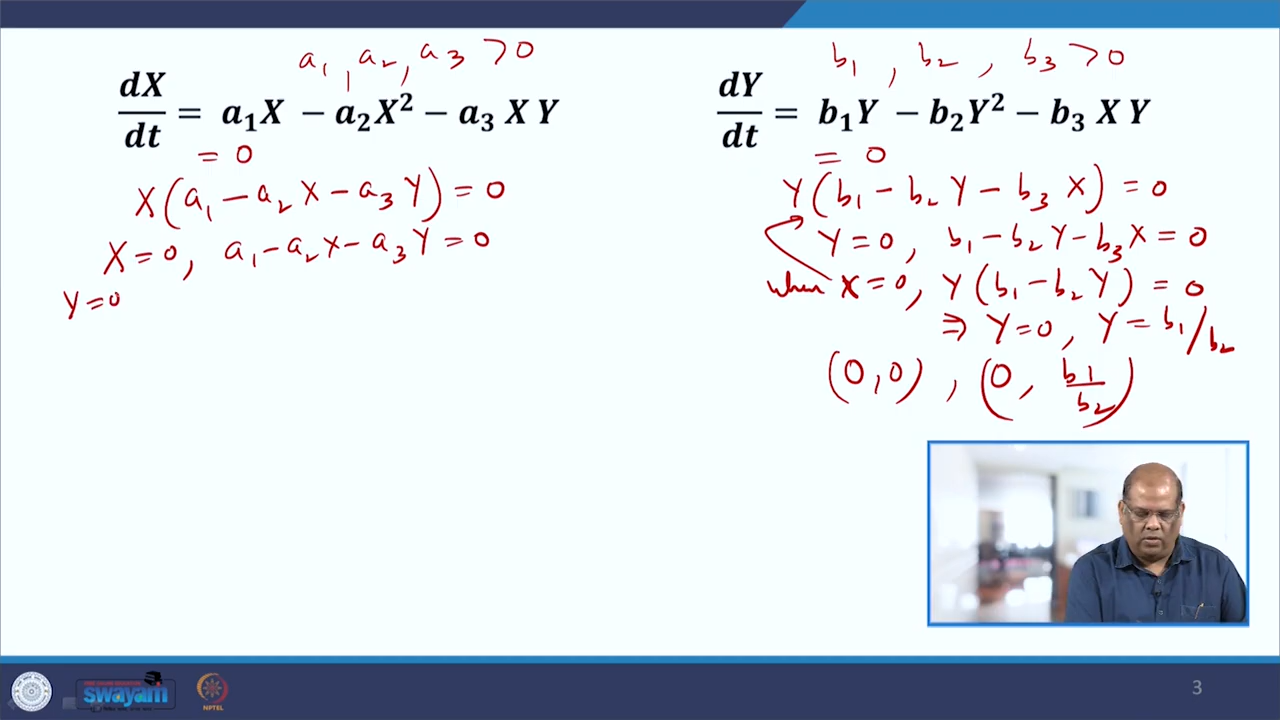 a₁, a₂, a₃ > 0
dX/dt = a₁X − a₂X² − a₃ X Y
= 0
X(a₁ − a₂ X − a₃ Y) = 0
X = 0, a₁ − a₂ X − a₃ Y = 0
Y = 0
b₁, b₂, b₃ > 0
dY/dt = b₁Y − b₂Y² − b₃ X Y
= 0
Y(b₁ − b₂ Y − b₃ X) = 0
Y = 0, b₁ − b₂ Y − b₃ X = 0
when X = 0, Y(b₁ − b₂ Y) = 0
⇒ Y = 0, Y = b₁/b₂
(0,0), (0, b₁/b₂)
swayam
NPTEL
3